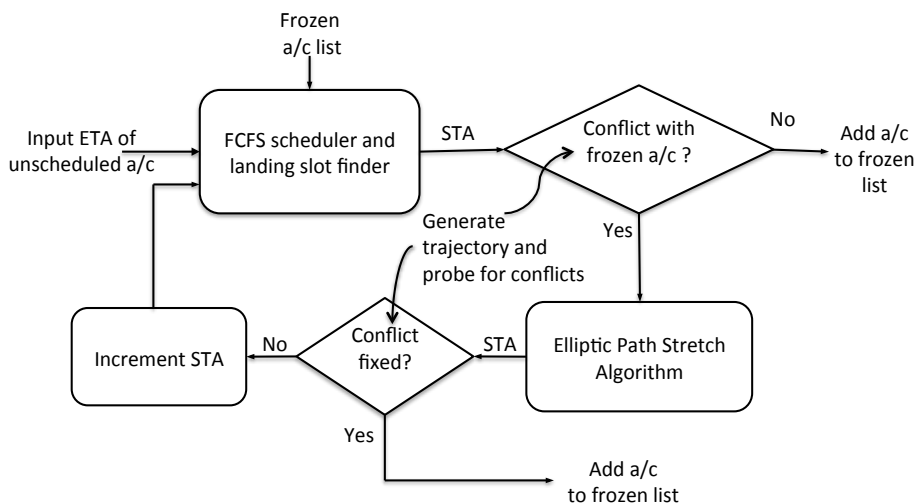 Frozen
a/c list
Input ETA of
unscheduled a/c
FCFS scheduler and
landing slot finder
STA
Conflict with
frozen a/c ?
No
Add a/c
to frozen
list
Generate
trajectory and
probe for conflicts
Yes
Increment STA
No
Conflict
fixed?
STA
Elliptic Path Stretch
Algorithm
Yes
Add a/c
to frozen list